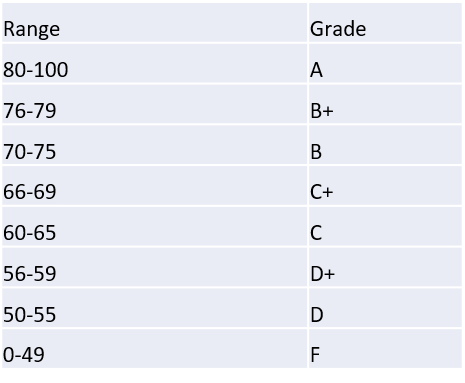 Range Grade
80-100 A
76-79 B+
70-75 B
66-69 C+
60-65 C
56-59 D+
50-55 D
0-49 F